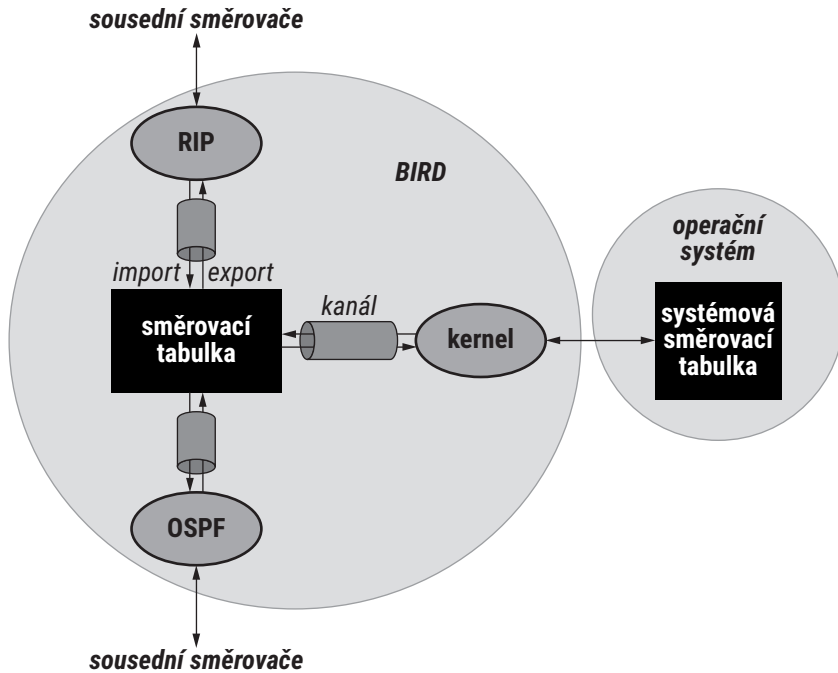 sousední směrovače
RIP
BIRD
operační
systém
import export
kanál
směrovací
tabulka
kernel
systémová
směrovací
tabulka
OSPF
sousední směrovače